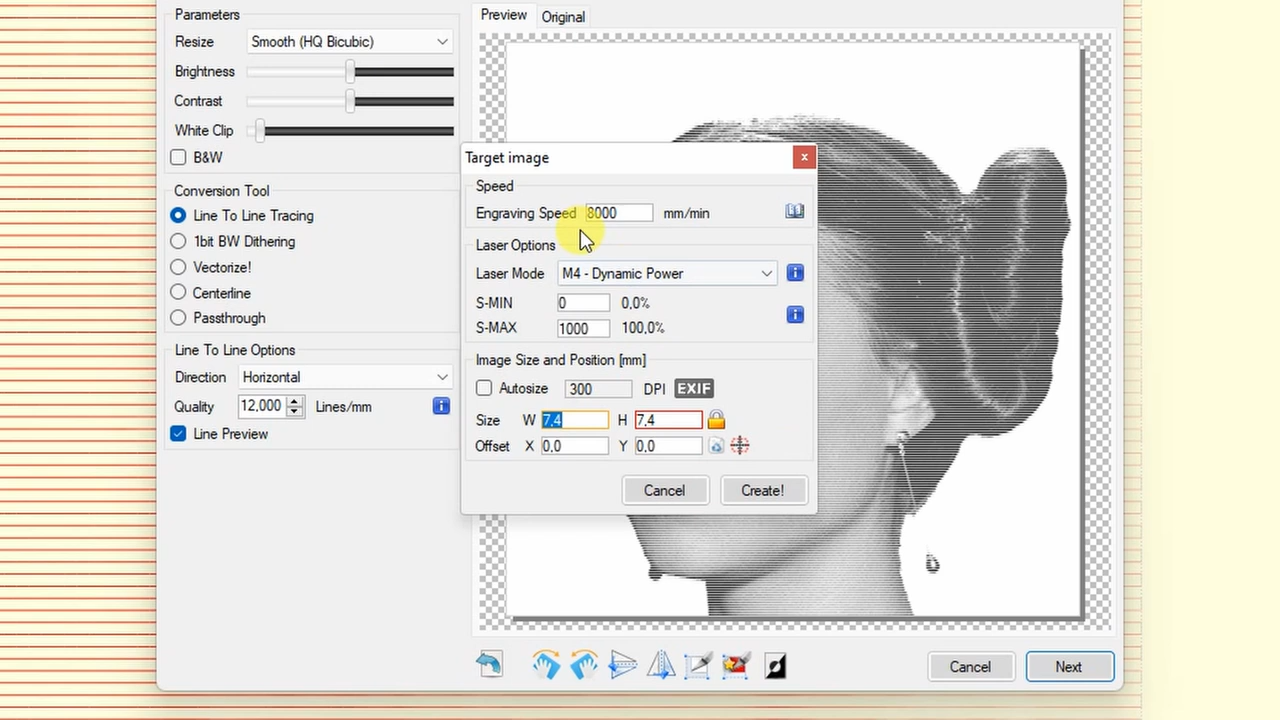 Parameters
Resize Smooth (HQ Bicubic)
Brightness
Contrast
White Clip
B&W
Conversion Tool
Line To Line Tracing
1bit BW Dithering
Vectorize!
Centerline
Passthrough
Line To Line Options
Direction Horizontal
Quality 12,000 Lines/mm
Line Preview
Preview Original
Target image
Speed
Engraving Speed 8000 mm/min
Laser Options
Laser Mode M4 - Dynamic Power
S-MIN 0 0,0%
S-MAX 1000 100,0%
Image Size and Position [mm]
Autosize 300 DPI EXIF
Size W 7,4 H 7,4
Offset X 0,0 Y 0,0
Cancel Create!
Cancel Next